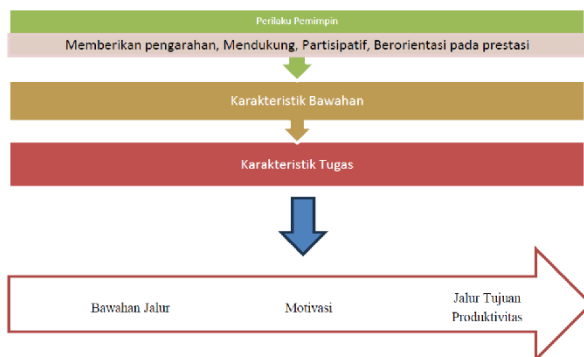 Perilaku Pemimpin
Memberikan pengarahan, Mendukung, Partisipatif, Berorientasi pada prestasi
Karakteristik Bawahan
Karakteristik Tugas
Bawahan Jalur
Motivasi
Jalur Tujuan
Produktivitas